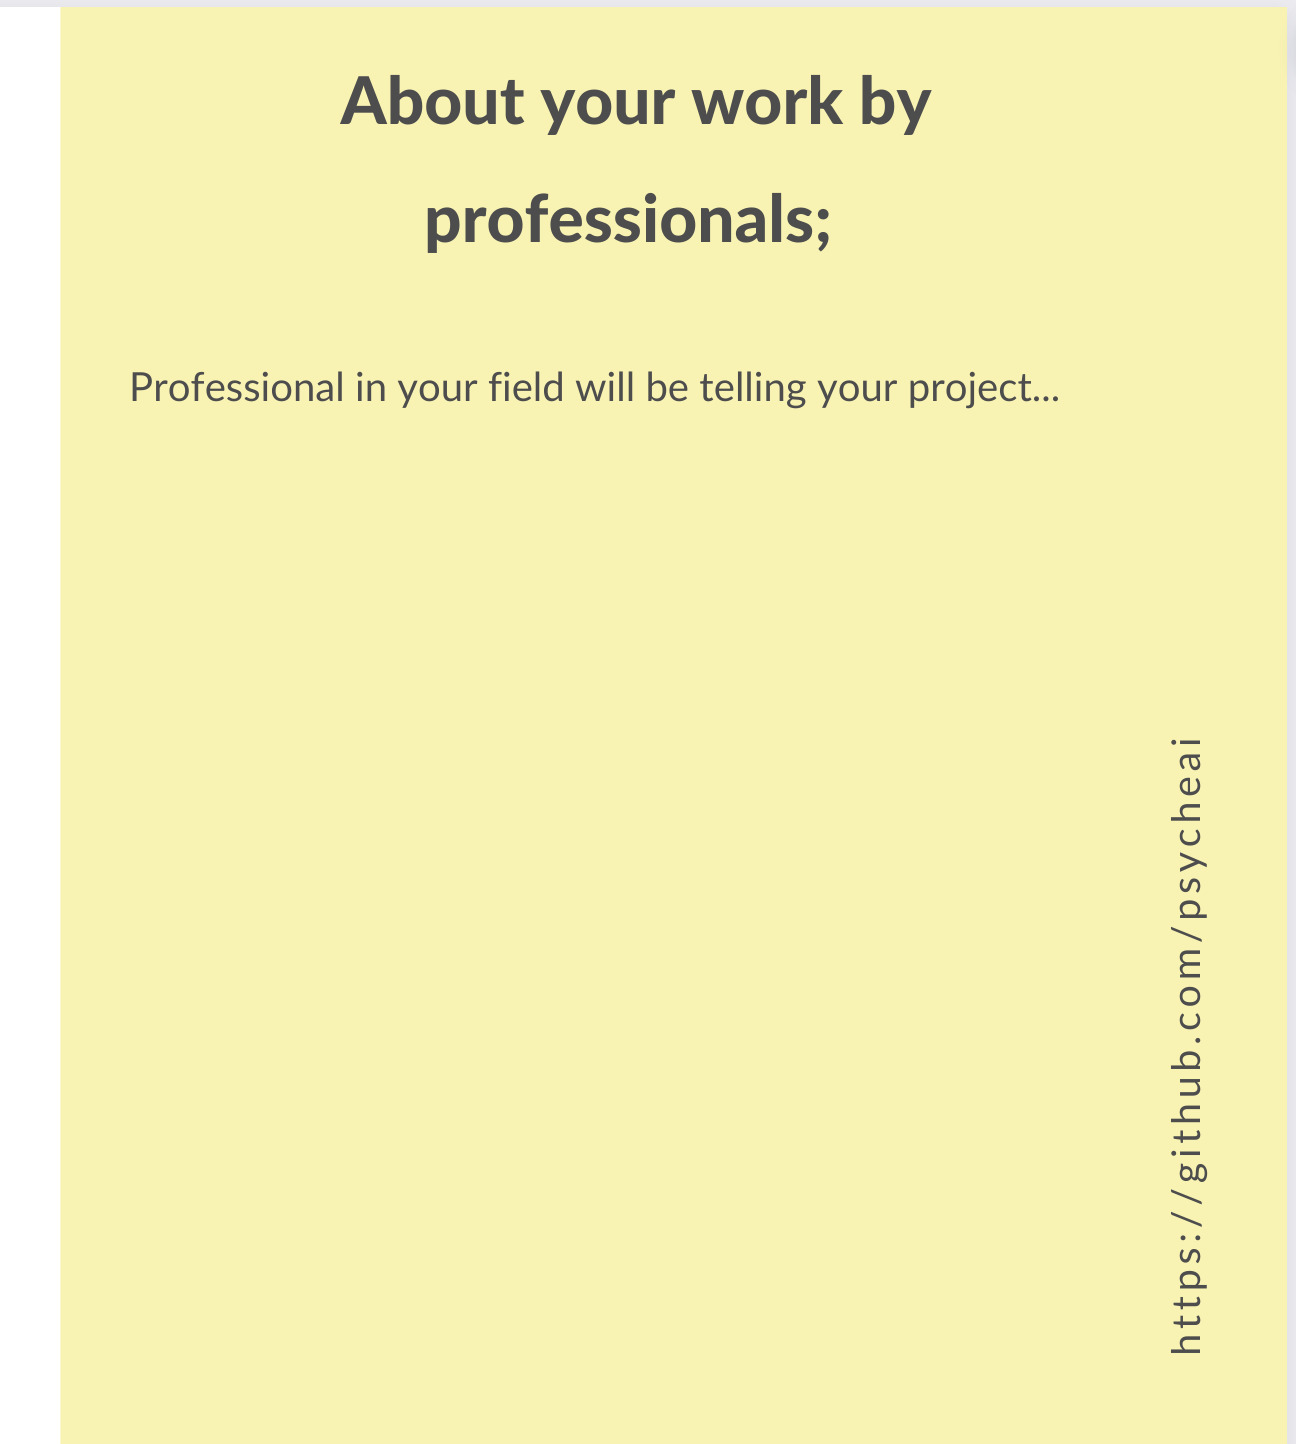 About your work by
professionals;
Professional in your field will be telling your project...
https://github.com/psycheai